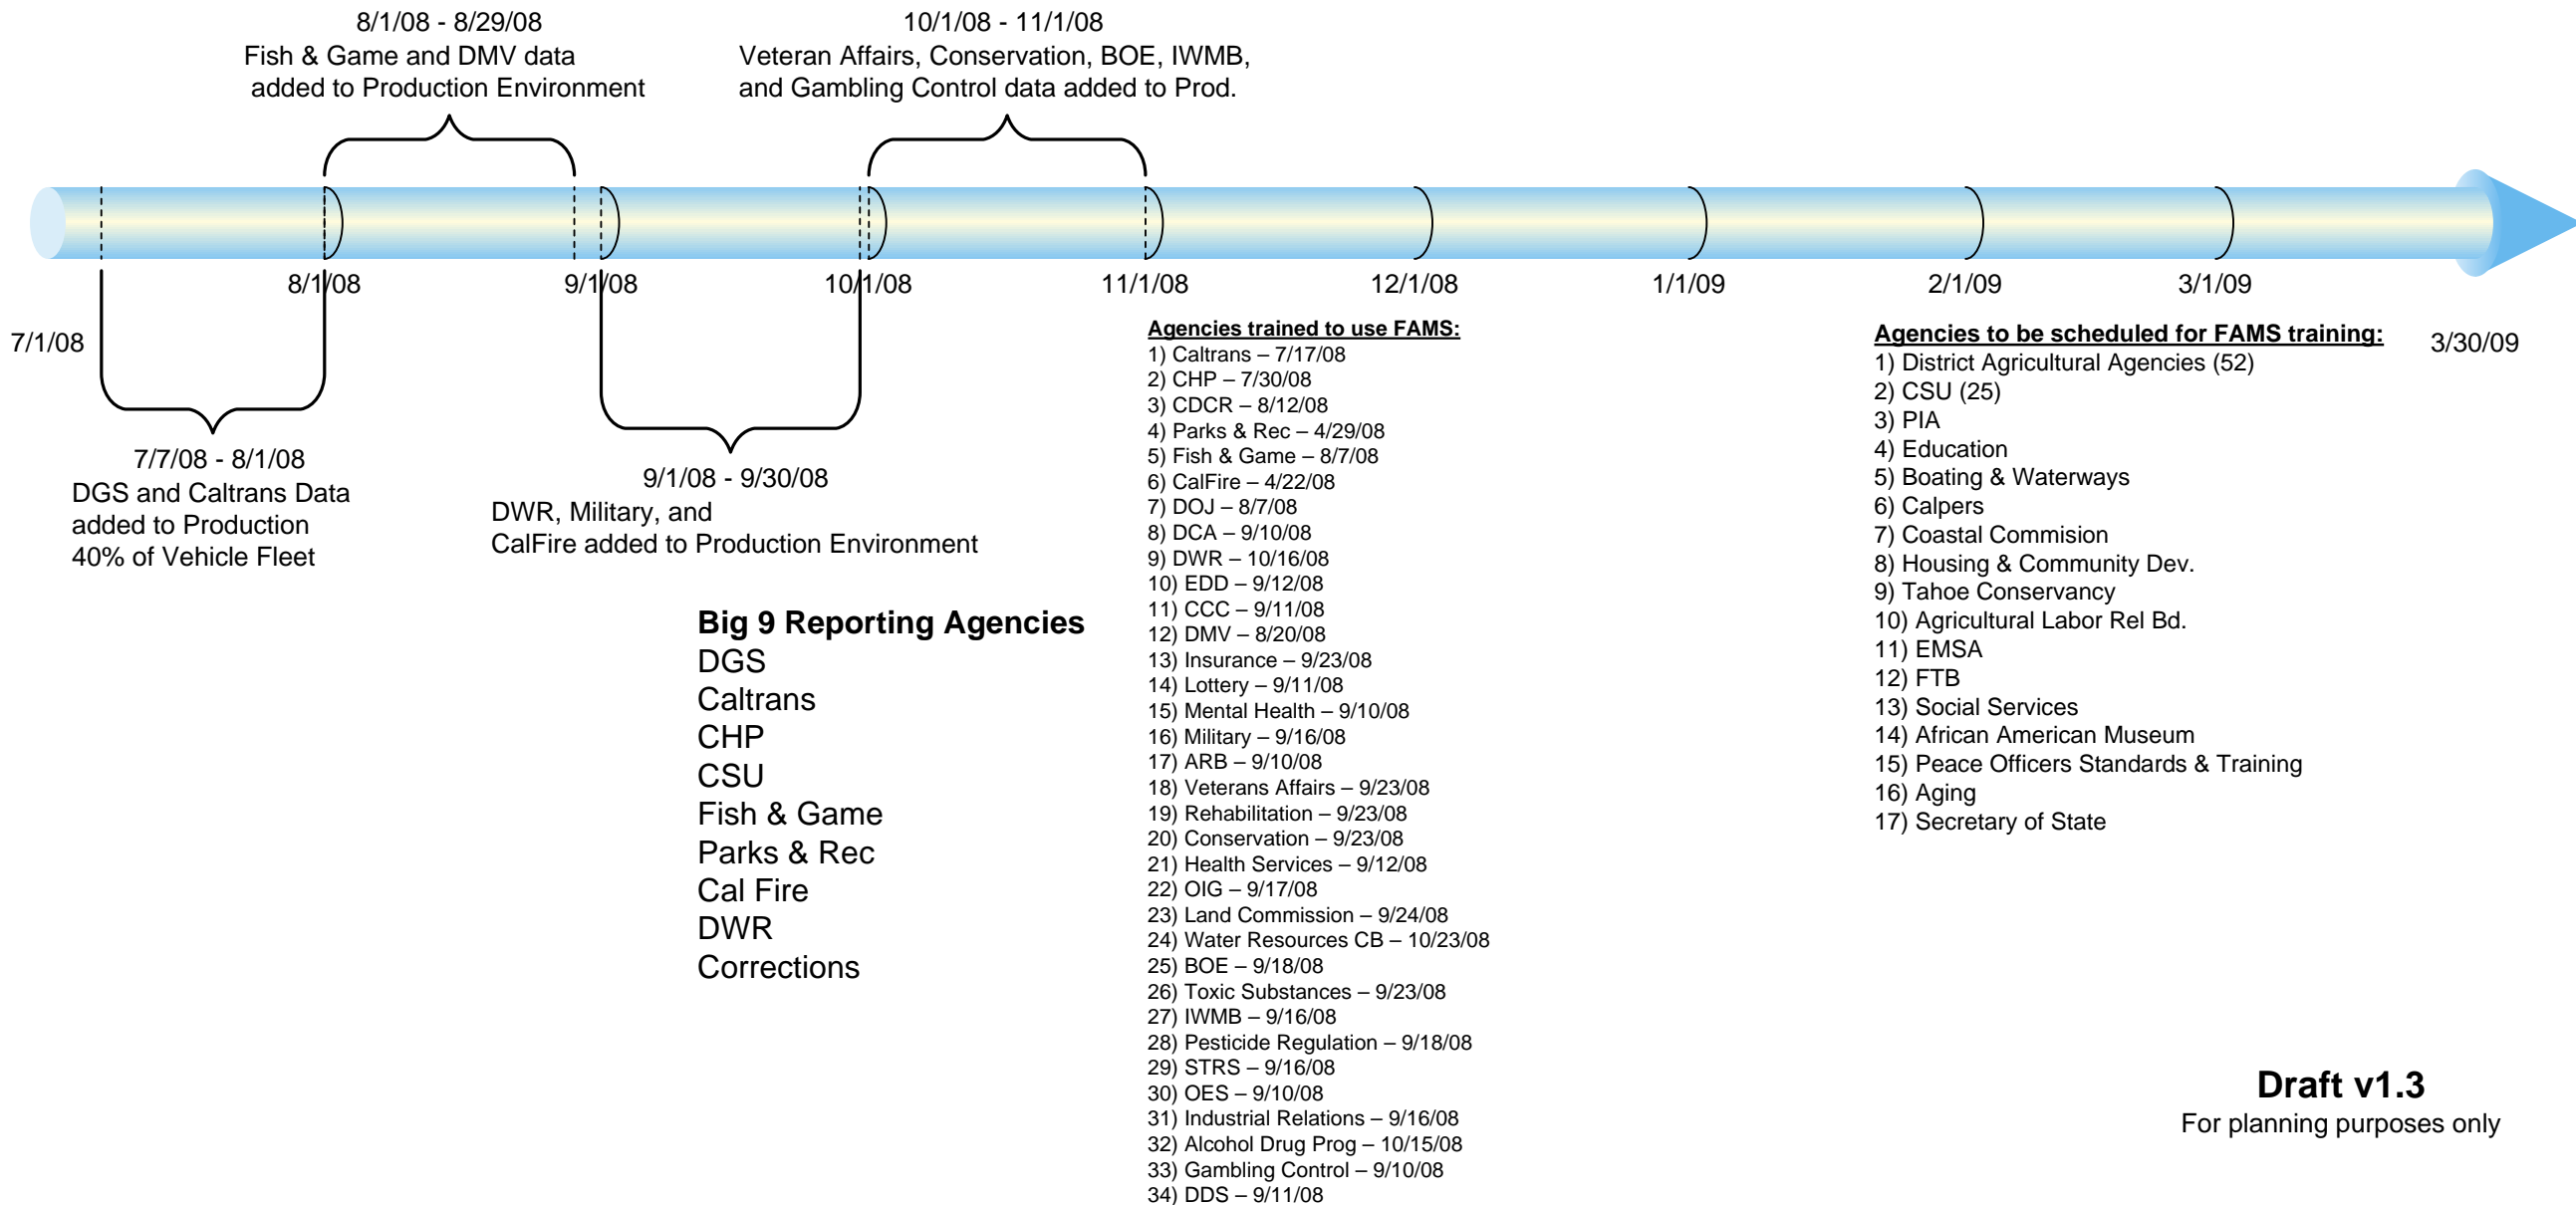 8/1/08 - 8/29/08
Fish & Game and DMV data
added to Production Environment
10/1/08 - 11/1/08
Veteran Affairs, Conservation, BOE, IWMB,
and Gambling Control data added to Prod.
8/1/08
9/1/08
10/1/08
11/1/08
12/1/08
1/1/09
2/1/09
3/1/09
7/1/08
3/30/09
7/7/08 - 8/1/08
DGS and Caltrans Data
added to Production
40% of Vehicle Fleet
9/1/08 - 9/30/08
DWR, Military, and
CalFire added to Production Environment
Big 9 Reporting Agencies
DGS
Caltrans
CHP
CSU
Fish & Game
Parks & Rec
Cal Fire
DWR
Corrections
Agencies trained to use FAMS:
1) Caltrans – 7/17/08
2) CHP – 7/30/08
3) CDCR – 8/12/08
4) Parks & Rec – 4/29/08
5) Fish & Game – 8/7/08
6) CalFire – 4/22/08
7) DOJ – 8/7/08
8) DCA – 9/10/08
9) DWR – 10/16/08
10) EDD – 9/12/08
11) CCC – 9/11/08
12) DMV – 8/20/08
13) Insurance – 9/23/08
14) Lottery – 9/11/08
15) Mental Health – 9/10/08
16) Military – 9/16/08
17) ARB – 9/10/08
18) Veterans Affairs – 9/23/08
19) Rehabilitation – 9/23/08
20) Conservation – 9/23/08
21) Health Services – 9/12/08
22) OIG – 9/17/08
23) Land Commission – 9/24/08
24) Water Resources CB – 10/23/08
25) BOE – 9/18/08
26) Toxic Substances – 9/23/08
27) IWMB – 9/16/08
28) Pesticide Regulation – 9/18/08
29) STRS – 9/16/08
30) OES – 9/10/08
31) Industrial Relations – 9/16/08
32) Alcohol Drug Prog – 10/15/08
33) Gambling Control – 9/10/08
34) DDS – 9/11/08
Agencies to be scheduled for FAMS training:
1) District Agricultural Agencies (52)
2) CSU (25)
3) PIA
4) Education
5) Boating & Waterways
6) Calpers
7) Coastal Commision
8) Housing & Community Dev.
9) Tahoe Conservancy
10) Agricultural Labor Rel Bd.
11) EMSA
12) FTB
13) Social Services
14) African American Museum
15) Peace Officers Standards & Training
16) Aging
17) Secretary of State
Draft v1.3
For planning purposes only